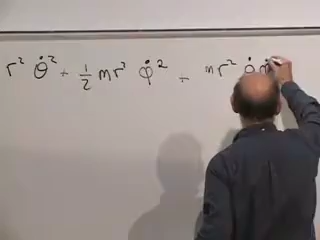 r² θ̇² + ½ m r² φ̇² + m r² θ̇